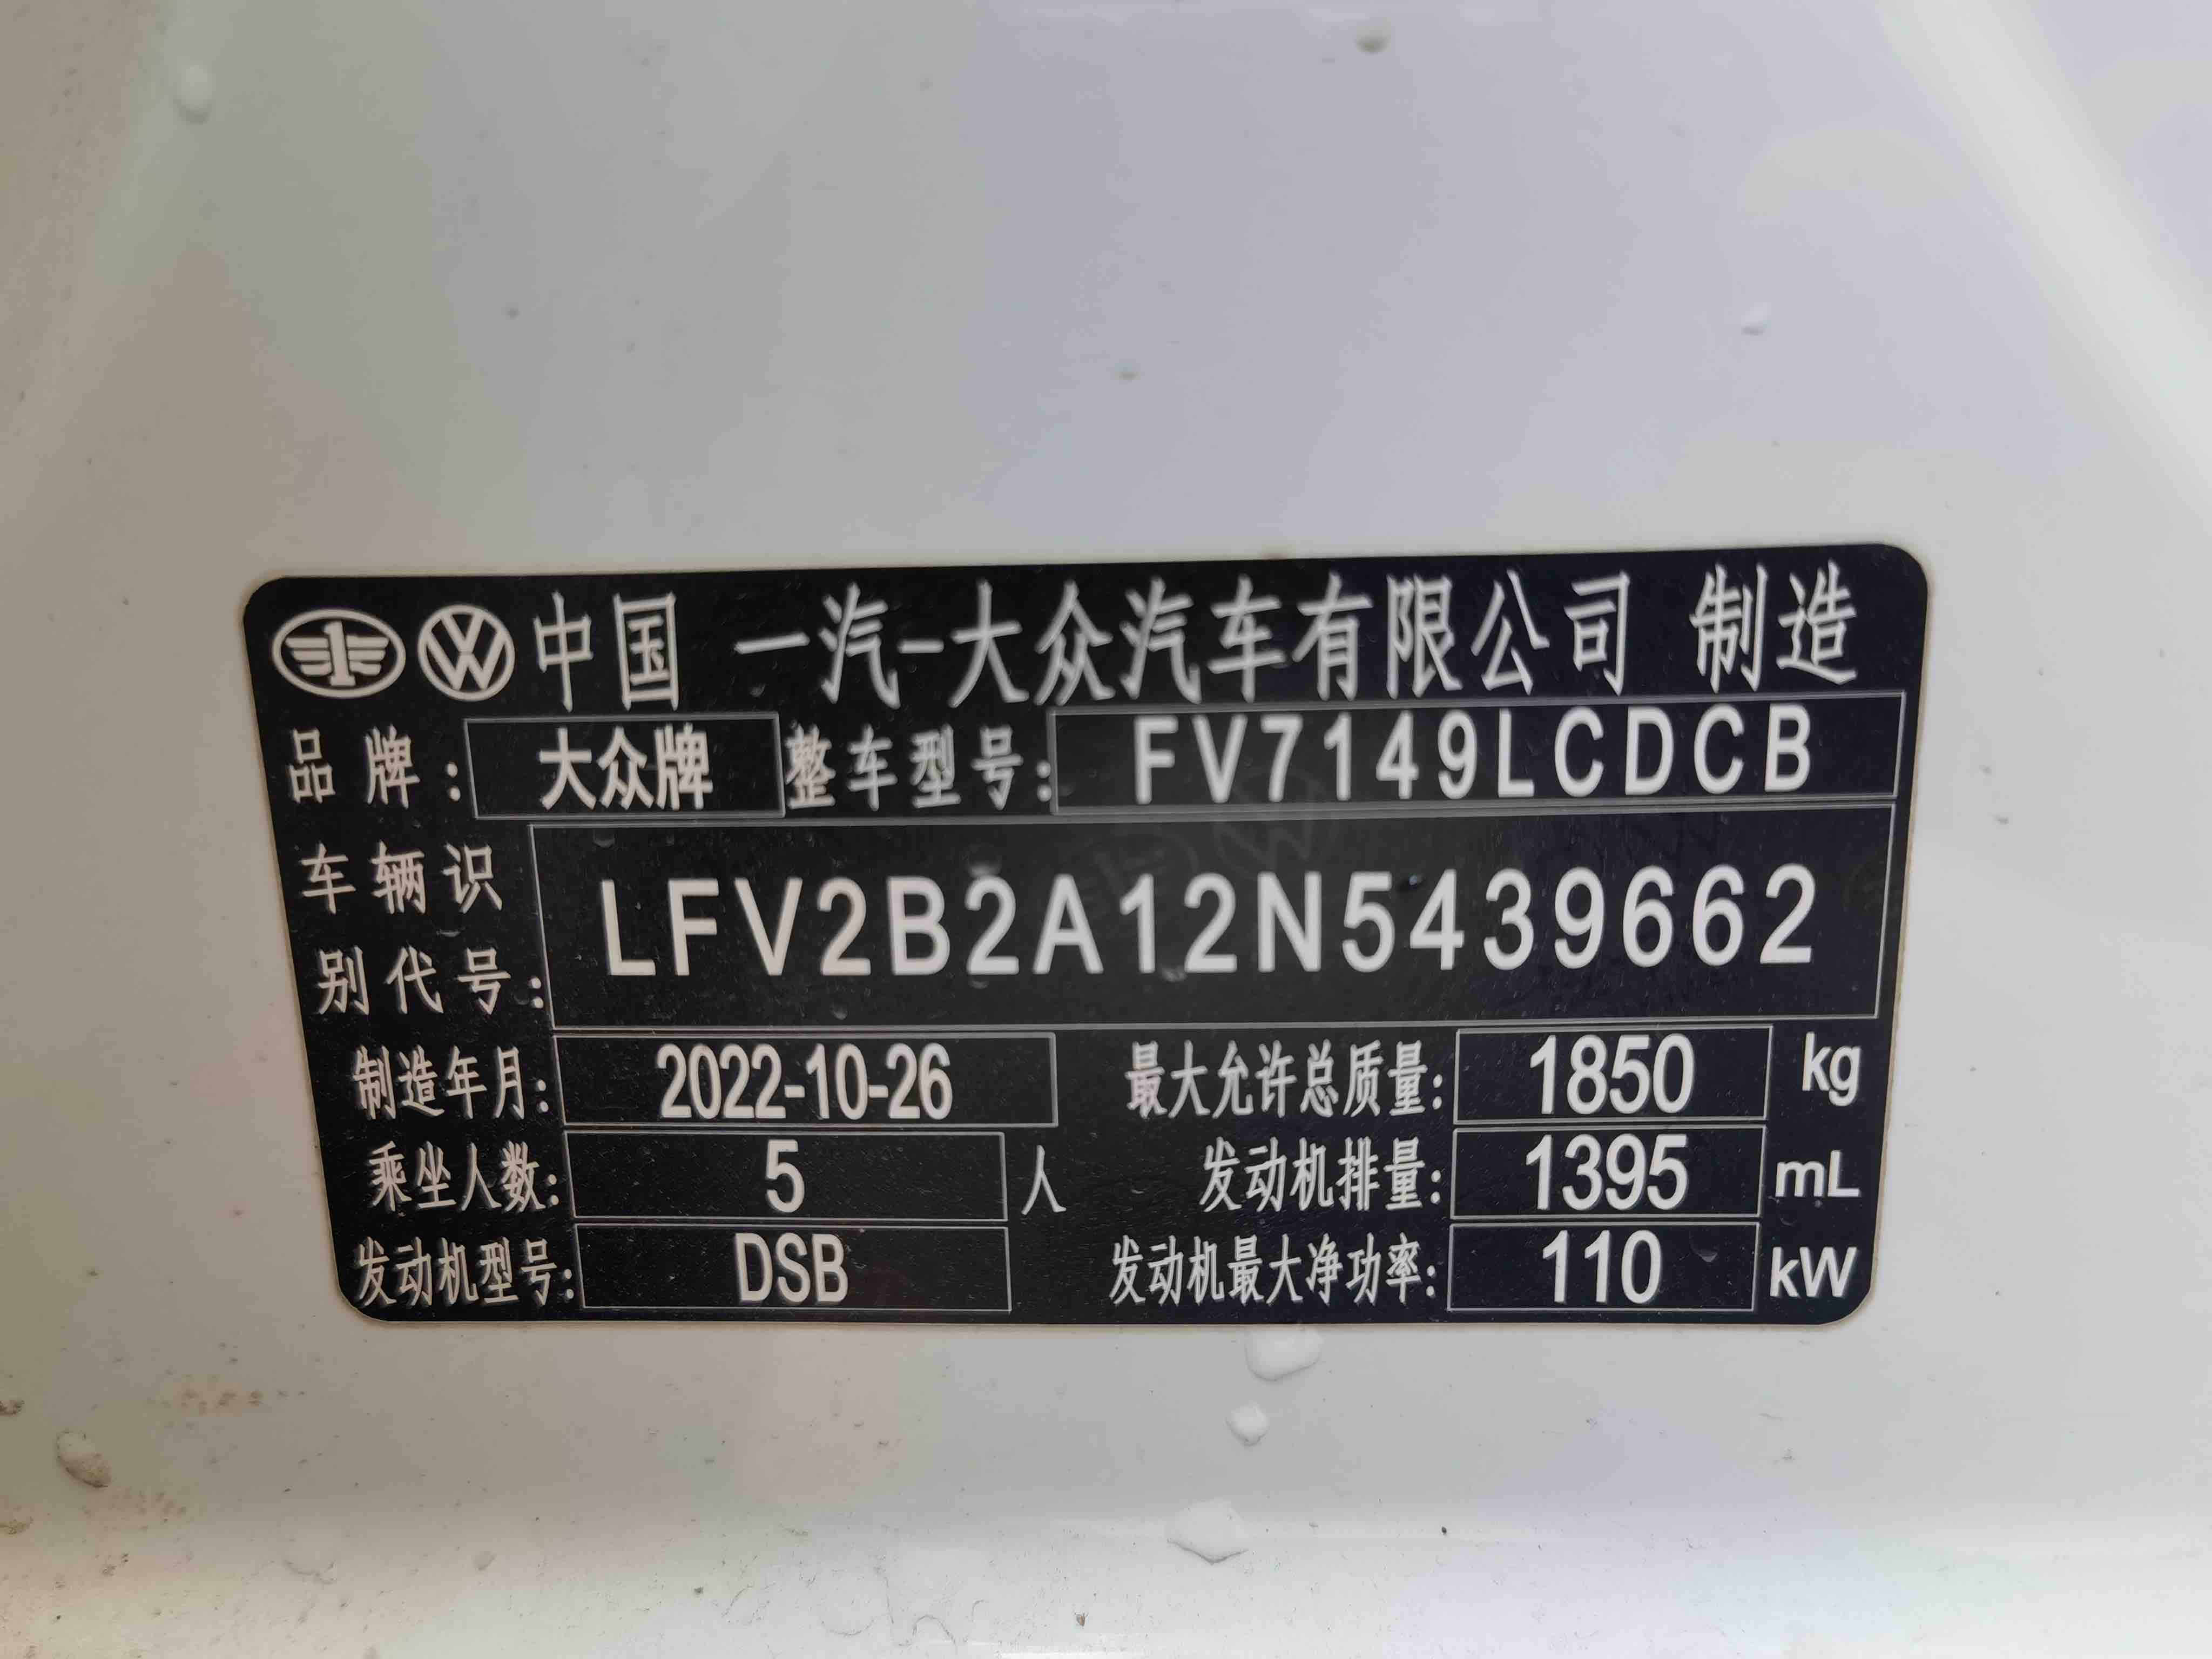 中国 一汽-大众汽车有限公司 制造
品牌: 大众牌 整车型号: FV7149LCDCB
车辆识
别代号: LFV2B2A12N5439662
制造年月: 2022-10-26 最大允许总质量: 1850 kg
乘坐人数: 5 人 发动机排量: 1395 mL
发动机型号: DSB 发动机最大净功率: 110 kW